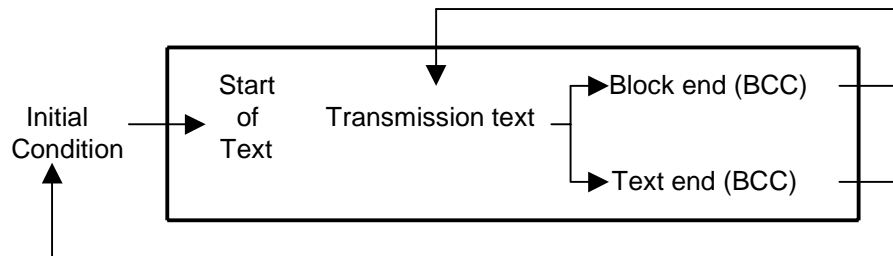 Initial
Condition
Start
of
Text
Transmission text
Block end (BCC)
Text end (BCC)